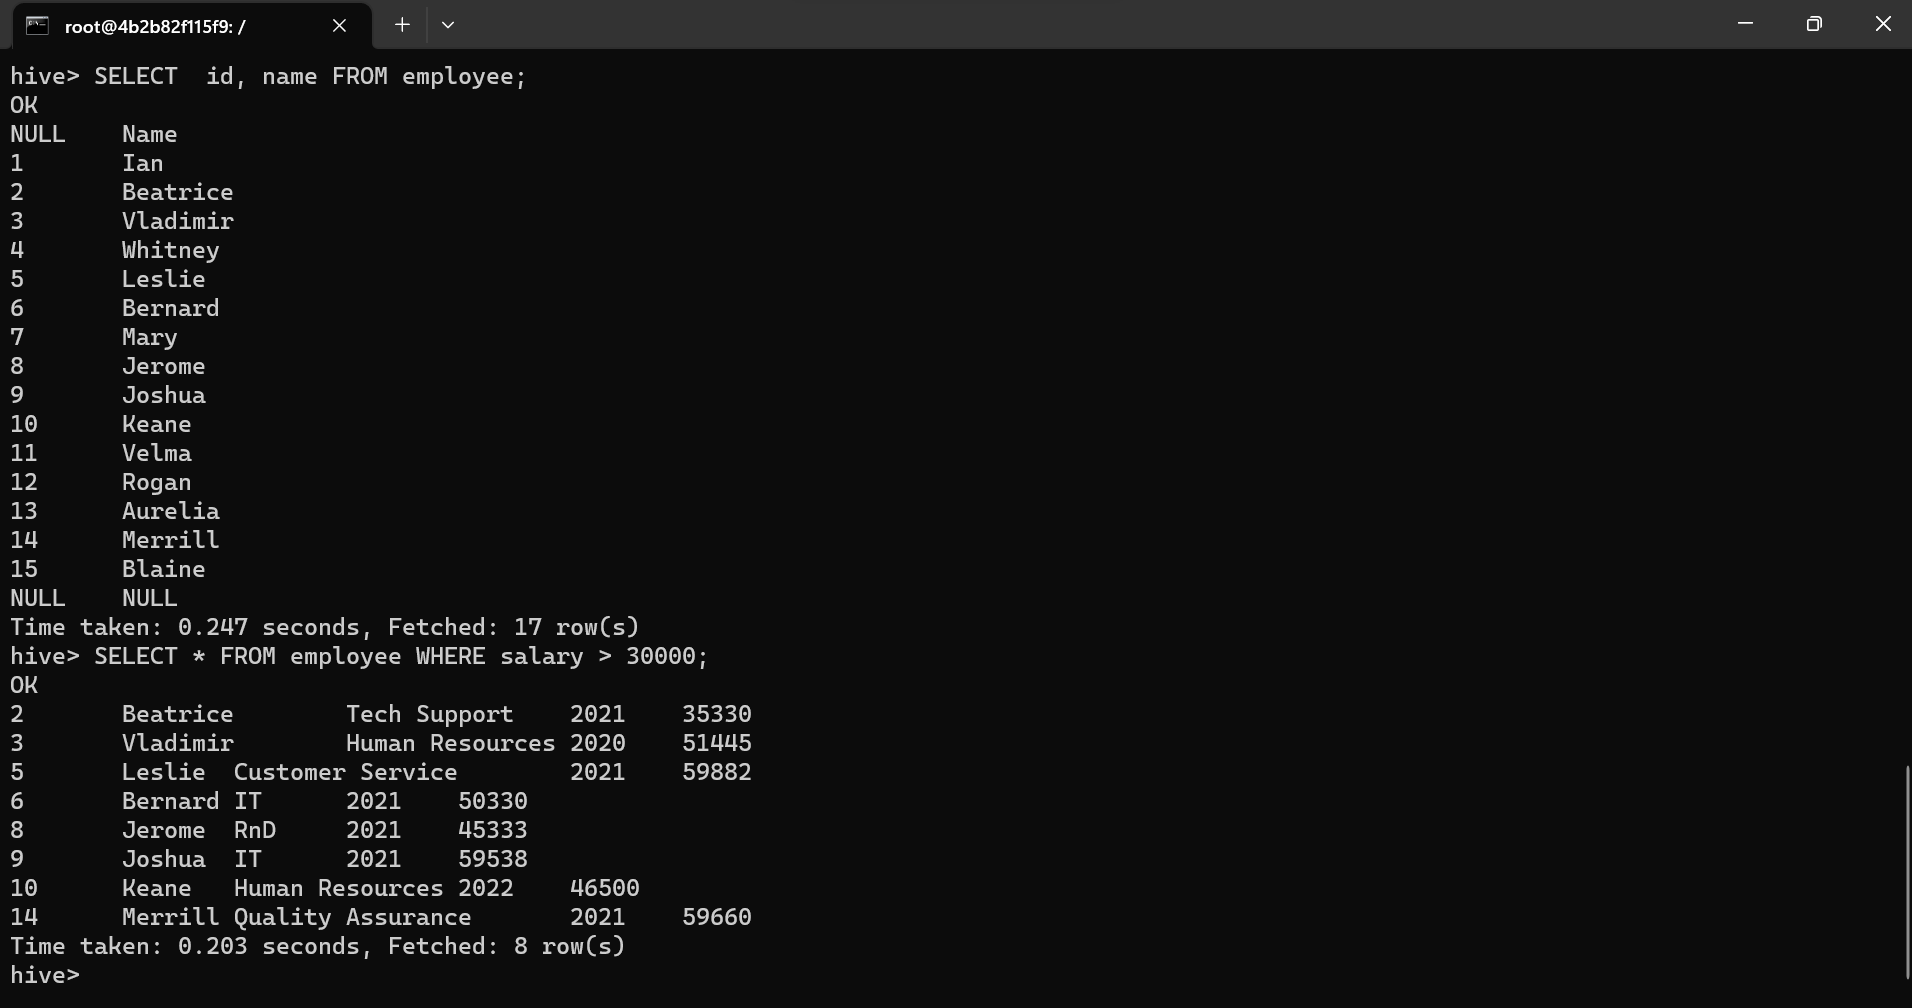 root@4b2b82f115f9: /
hive> SELECT  id, name FROM employee;
OK
NULL    Name
1       Ian
2       Beatrice
3       Vladimir
4       Whitney
5       Leslie
6       Bernard
7       Mary
8       Jerome
9       Joshua
10      Keane
11      Velma
12      Rogan
13      Aurelia
14      Merrill
15      Blaine
NULL    NULL
Time taken: 0.247 seconds, Fetched: 17 row(s)
hive> SELECT * FROM employee WHERE salary > 30000;
OK
2       Beatrice        Tech Support    2021    35330
3       Vladimir        Human Resources 2020    51445
5       Leslie  Customer Service        2021    59882
6       Bernard IT      2021    50330
8       Jerome  RnD     2021    45333
9       Joshua  IT      2021    59538
10      Keane   Human Resources 2022    46500
14      Merrill Quality Assurance       2021    59660
Time taken: 0.203 seconds, Fetched: 8 row(s)
hive>